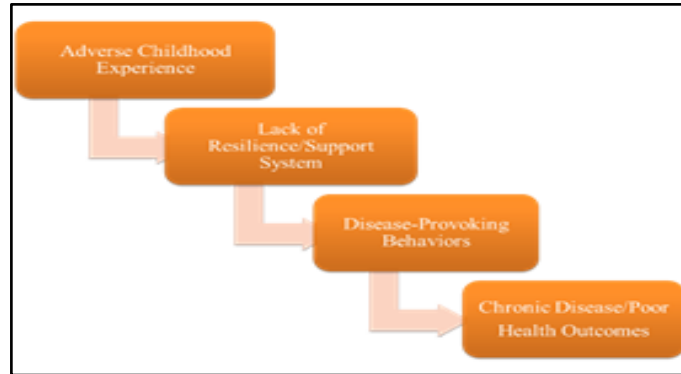 Adverse Childhood
Experience
Lack of
Resilience/Support
System
Disease-Provoking
Behaviors
Chronic Disease/Poor
Health Outcomes